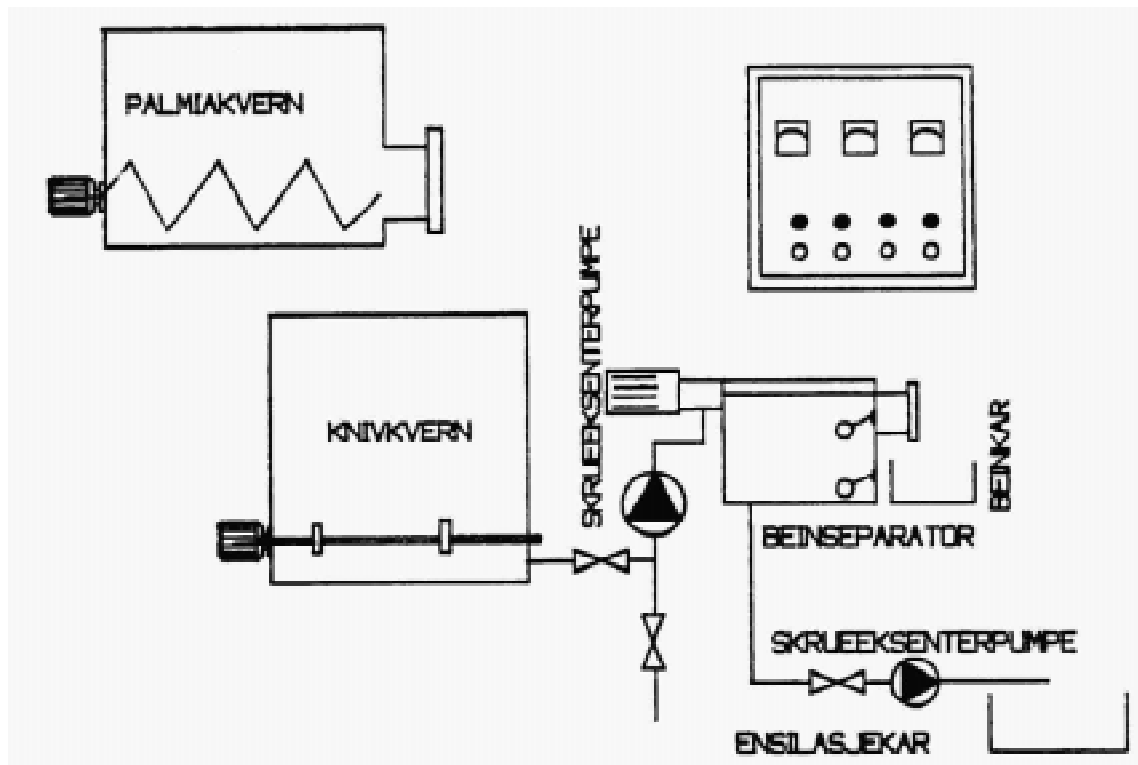 PALMIAKVERN
SKRUEEKSENTERPUMPE
KNIVKVERN
BEINKAR
BEINSEPARATOR
SKRUEEKSENTERPUMPE
ENSILASJEKAR